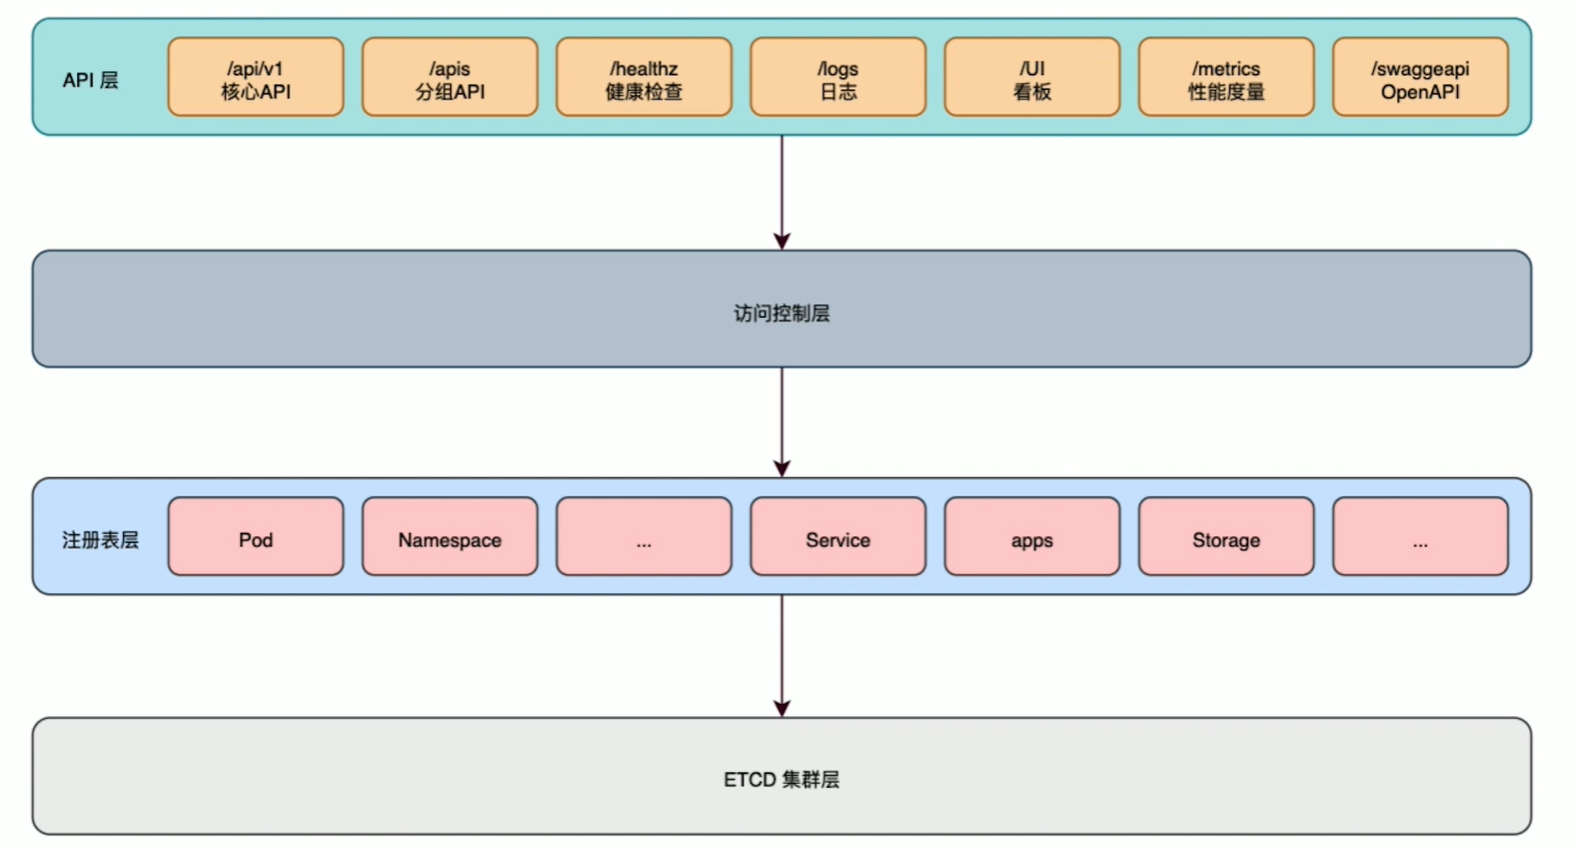 API 层
/api/v1
核心API
/apis
分组API
/healthz
健康检查
/logs
日志
/UI
看板
/metrics
性能度量
/swaggeapi
OpenAPI
访问控制层
注册表层
Pod
Namespace
...
Service
apps
Storage
...
ETCD 集群层